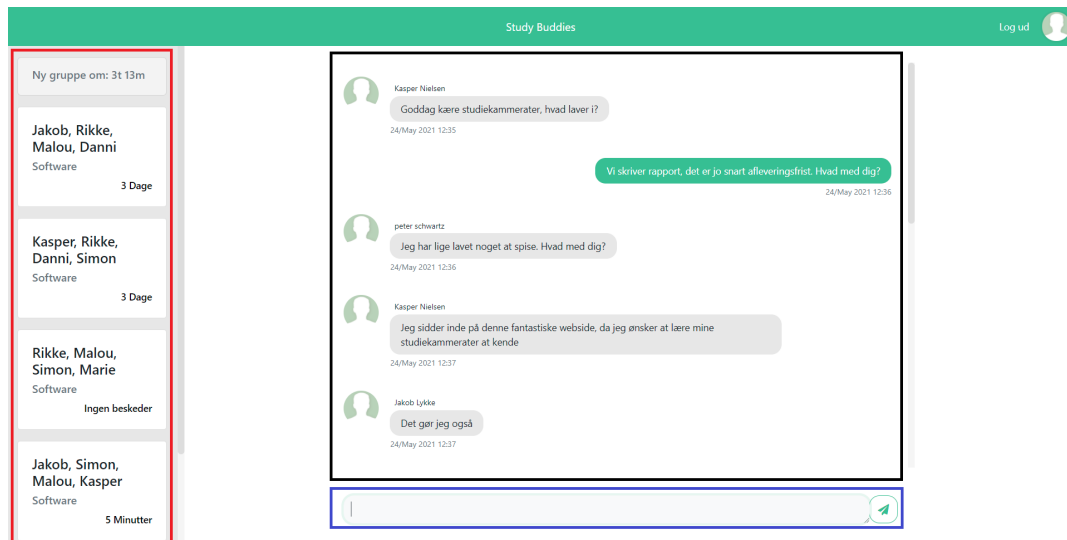 Study Buddies
Log ud
Ny gruppe om: 3t 13m
Jakob, Rikke,
Malou, Danni
Software
3 Dage
Kasper, Rikke,
Danni, Simon
Software
3 Dage
Rikke, Malou,
Simon, Marie
Software
Ingen beskeder
Jakob, Simon,
Malou, Kasper
Software
5 Minutter
Kasper Nielsen
Goddag kære studiekammerater, hvad laver i?
24/May 2021 12:35
Vi skriver rapport, det er jo snart afleveringsfrist. Hvad med dig?
24/May 2021 12:36
peter schwartz
Jeg har lige lavet noget at spise. Hvad med dig?
24/May 2021 12:36
Kasper Nielsen
Jeg sidder inde på denne fantastiske webside, da jeg ønsker at lære mine
studiekammerater at kende
24/May 2021 12:37
Jakob Lykke
Det gør jeg også
24/May 2021 12:37